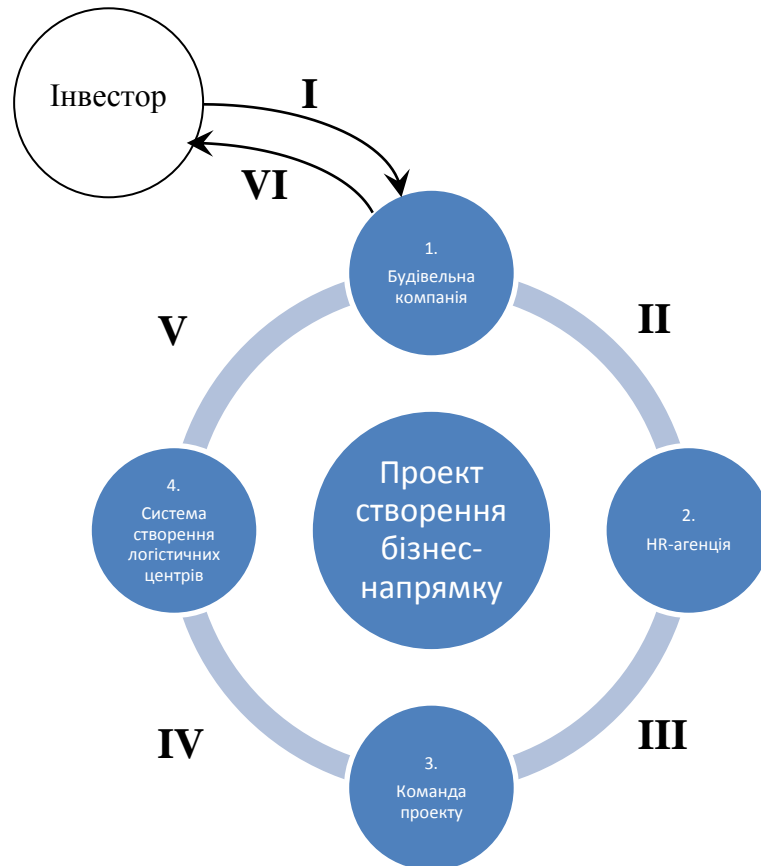 Інвестор
I
VI
1.
Будівельна
компанія
V
II
4.
Система
створення
логістичних
центрів
Проект
створення
бізнес-
напрямку
2.
HR-агенція
IV
III
3.
Команда
проекту